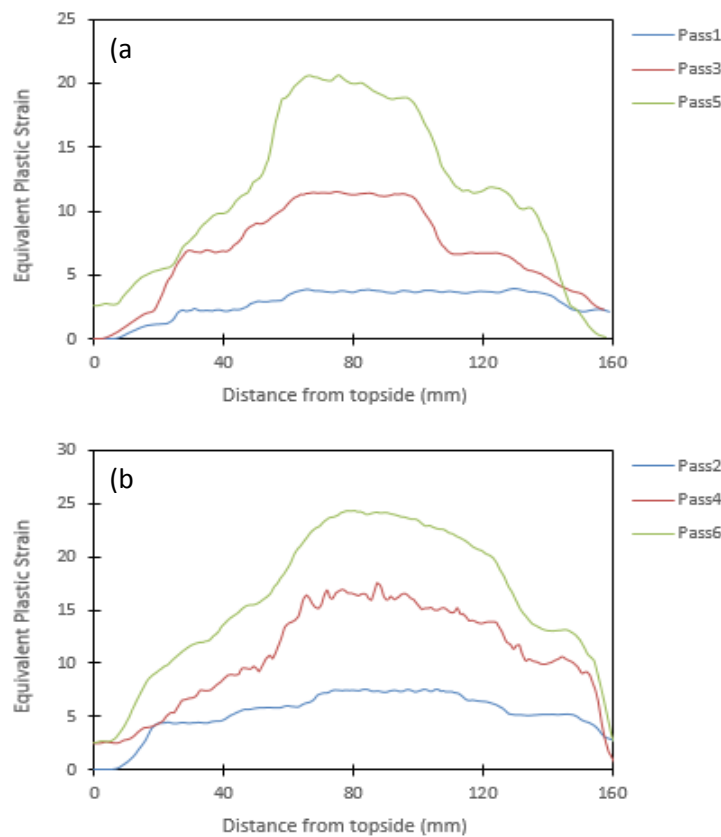 (a
25
20
15
10
5
0
0 40 80 120 160
Equivalent Plastic Strain
Distance from topside (mm)
Pass1
Pass3
Pass5
(b
30
25
20
15
10
5
0
0 40 80 120 160
Equivalent Plastic Strain
Distance from topside (mm)
Pass2
Pass4
Pass6